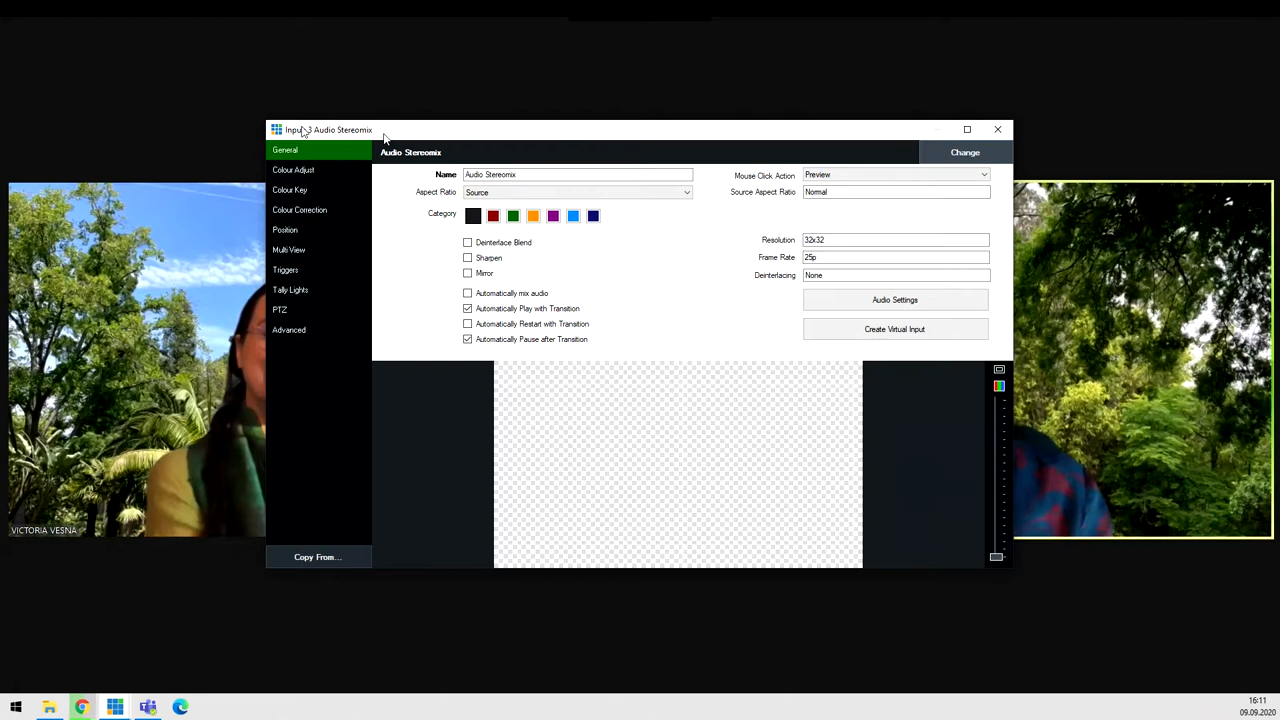 Input 3 Audio Stereomix
General
Colour Adjust
Colour Key
Colour Correction
Position
Multi View
Triggers
Tally Lights
PTZ
Advanced
Copy From...
Audio Stereomix
Change
Name
Audio Stereomix
Aspect Ratio
Source
Category
Deinterlace Blend
Sharpen
Mirror
Automatically mix audio
Automatically Play with Transition
Automatically Restart with Transition
Automatically Pause after Transition
Mouse Click Action
Preview
Source Aspect Ratio
Normal
Resolution
32x32
Frame Rate
25p
Deinterlacing
None
Audio Settings
Create Virtual Input
VICTORIA VESNA
16:11
09.09.2020